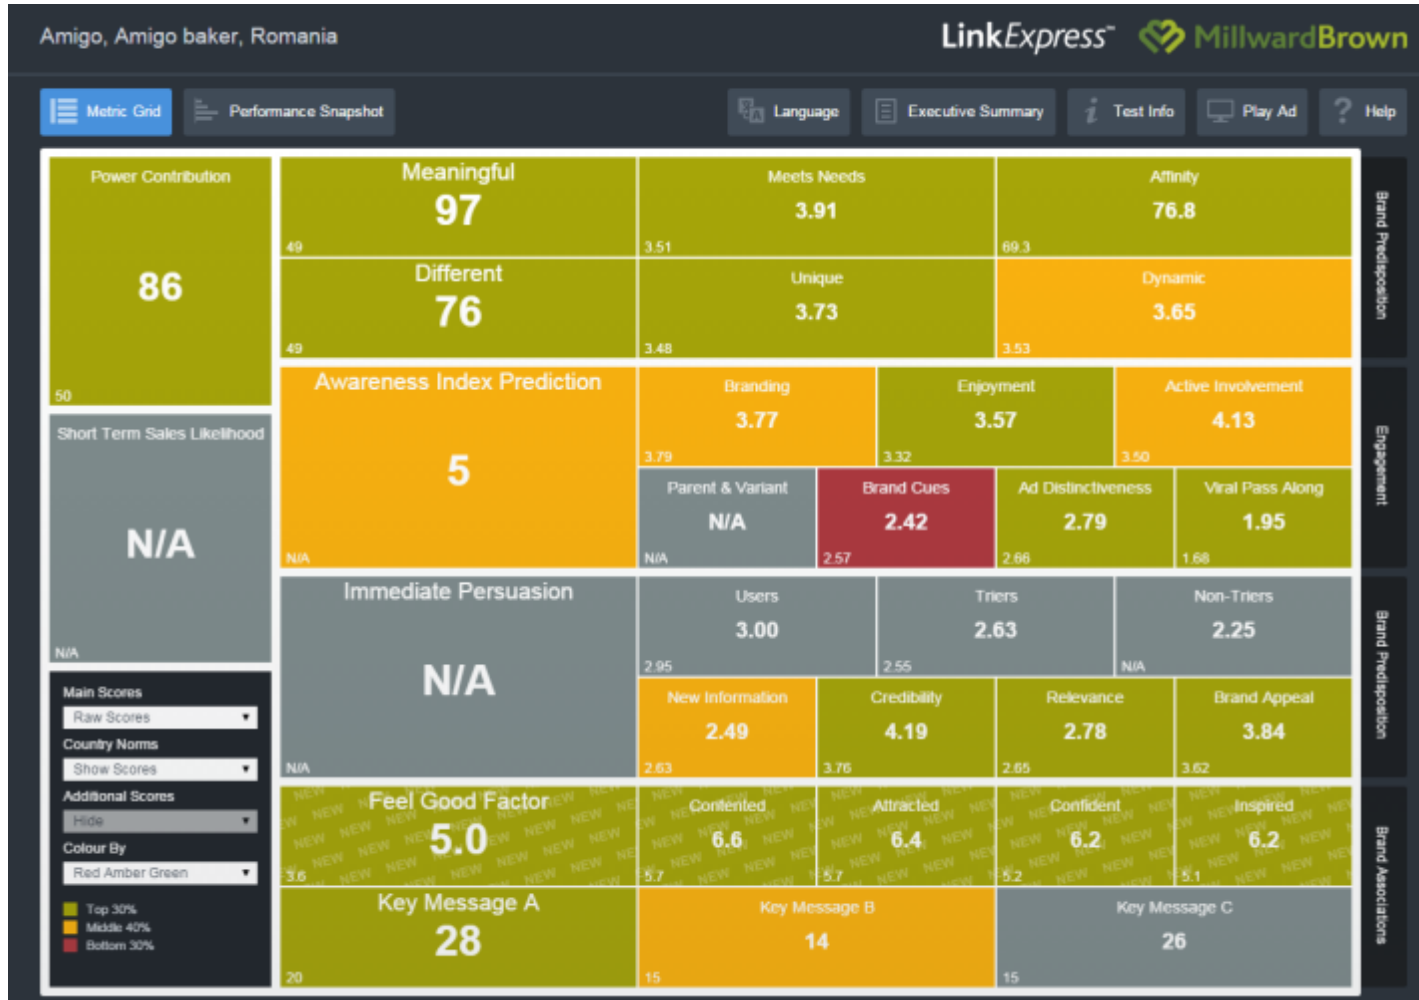 Amigo, Amigo baker, Romania
LinkExpress™ MillwardBrown
Metric Grid
Performance Snapshot
Language
Executive Summary
Test Info
Play Ad
Help
Power Contribution
86
50
Short Term Sales Likelihood
N/A
N/A
Main Scores
Raw Scores
Country Norms
Show Scores
Additional Scores
Hide
Colour By
Red Amber Green
Top 30%
Middle 40%
Bottom 30%
Meaningful
97
49
Meets Needs
3.91
3.51
Affinity
76.8
69.3
Different
76
49
Unique
3.73
3.48
Dynamic
3.65
3.53
Brand Predisposition
Awareness Index Prediction
5
N/A
Branding
3.77
3.79
Enjoyment
3.57
3.32
Active Involvement
4.13
3.50
Parent & Variant
N/A
N/A
Brand Cues
2.42
2.57
Ad Distinctiveness
2.79
2.66
Viral Pass Along
1.95
1.68
Engagement
Immediate Persuasion
N/A
N/A
Users
3.00
2.95
Triers
2.63
2.55
Non-Triers
2.25
N/A
New Information
2.49
2.63
Credibility
4.19
3.76
Relevance
2.78
2.65
Brand Appeal
3.84
3.62
Brand Predisposition
Feel Good Factor
5.0
3.6
Contented
6.6
5.7
Attracted
6.4
5.7
Confident
6.2
5.2
Inspired
6.2
5.1
NEW
Key Message A
28
20
Key Message B
14
15
Key Message C
26
15
Brand Associations